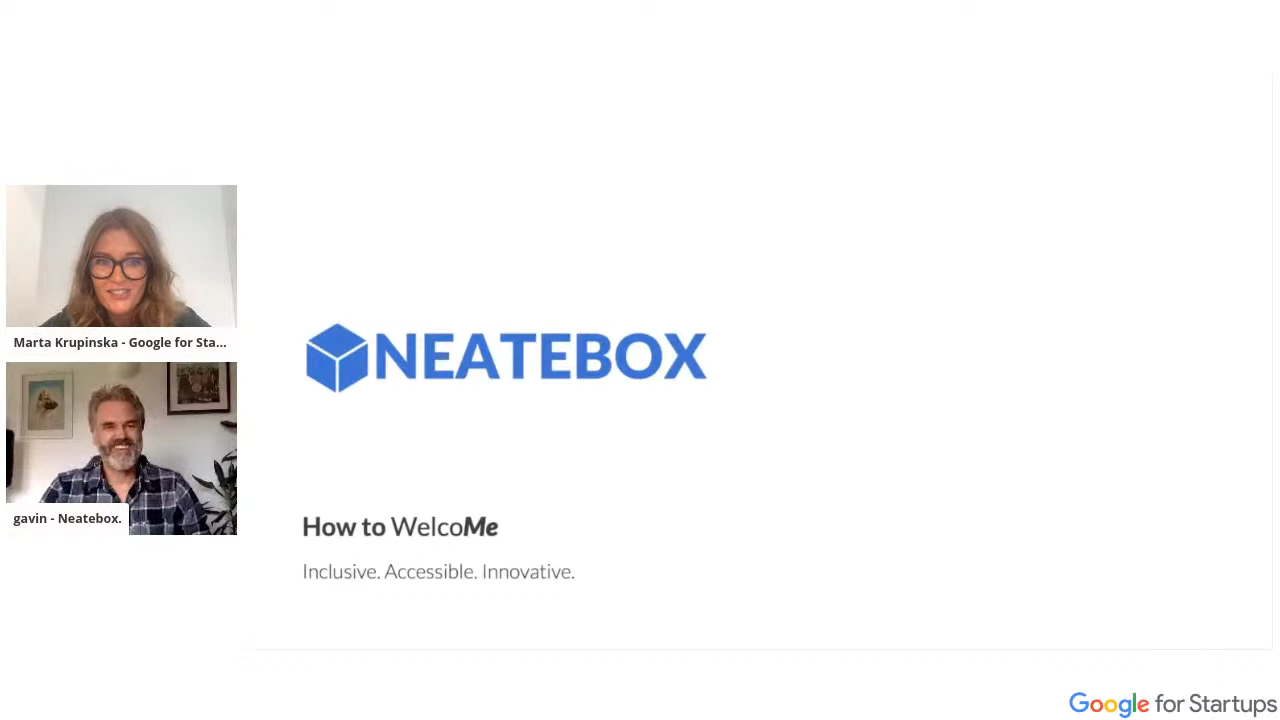 Marta Krupinska - Google for Sta...
gavin - Neatebox.
NEATEBOX
How to WelcoMe
Inclusive. Accessible. Innovative.
Google for Startups